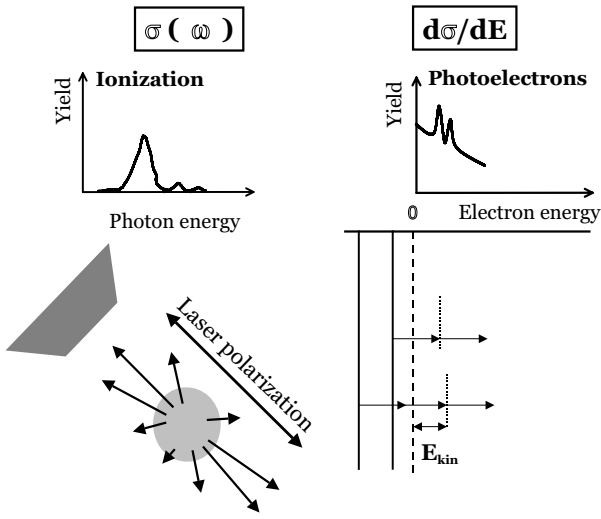 σ ( ω )
dσ/dE
Ionization
Yield
Photon energy
Photoelectrons
Yield
0
Electron energy
Laser polarization
Ekin